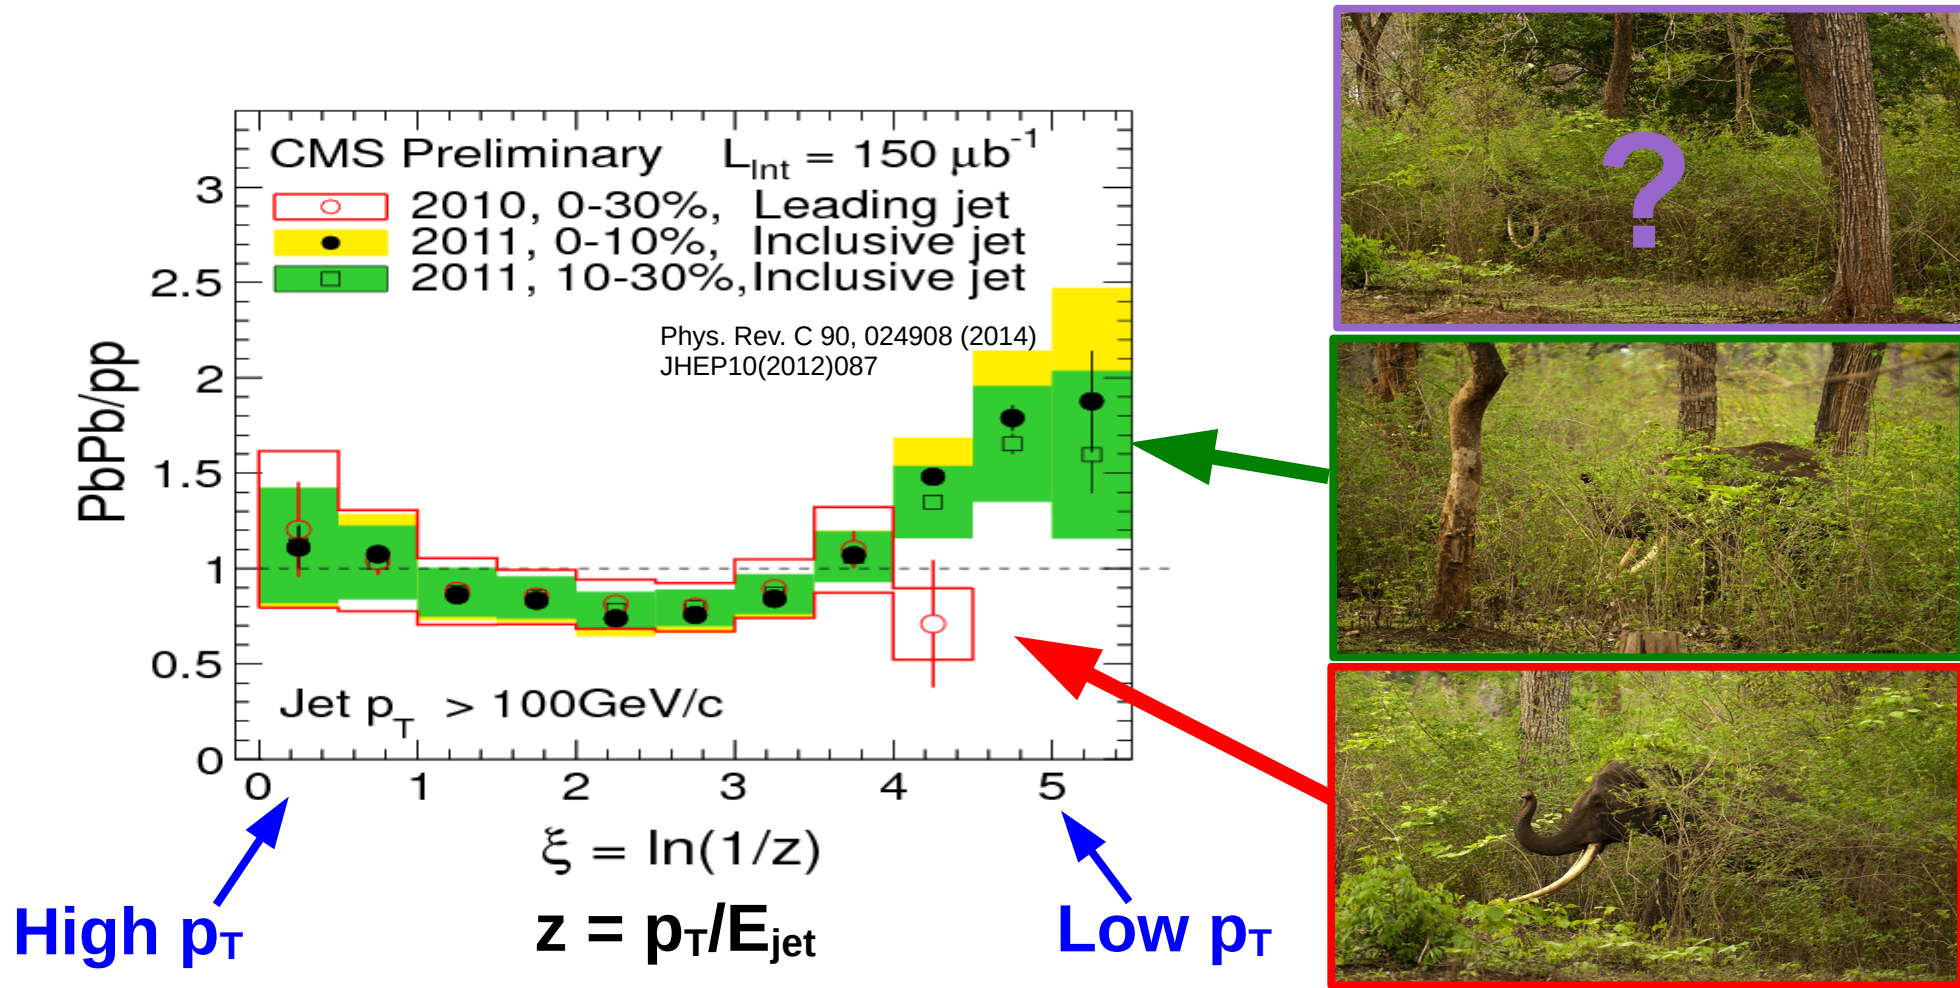 CMS Preliminary L_Int = 150 μb^-1
2010, 0-30%, Leading jet
2011, 0-10%, Inclusive jet
2011, 10-30%, Inclusive jet
Phys. Rev. C 90, 024908 (2014)
JHEP10(2012)087
PbPb/pp
3
2.5
2
1.5
1
0.5
0
Jet p_T > 100GeV/c
0 1 2 3 4 5
ξ = ln(1/z)
High p_T
z = p_T/E_jet
Low p_T
?